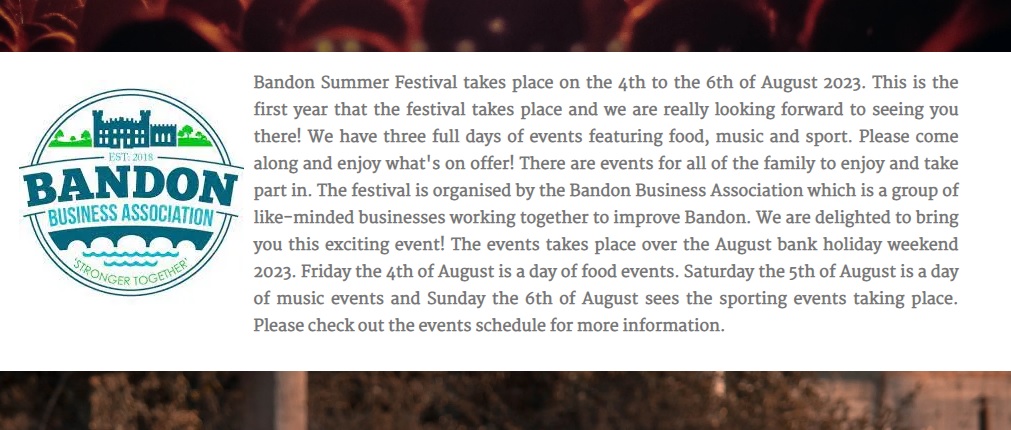 EST: 2018
BANDON
BUSINESS ASSOCIATION
'STRONGER TOGETHER'
Bandon Summer Festival takes place on the 4th to the 6th of August 2023. This is the
first year that the festival takes place and we are really looking forward to seeing you
there! We have three full days of events featuring food, music and sport. Please come
along and enjoy what's on offer! There are events for all of the family to enjoy and take
part in. The festival is organised by the Bandon Business Association which is a group of
like-minded businesses working together to improve Bandon. We are delighted to bring
you this exciting event! The events takes place over the August bank holiday weekend
2023. Friday the 4th of August is a day of food events. Saturday the 5th of August is a day
of music events and Sunday the 6th of August sees the sporting events taking place.
Please check out the events schedule for more information.